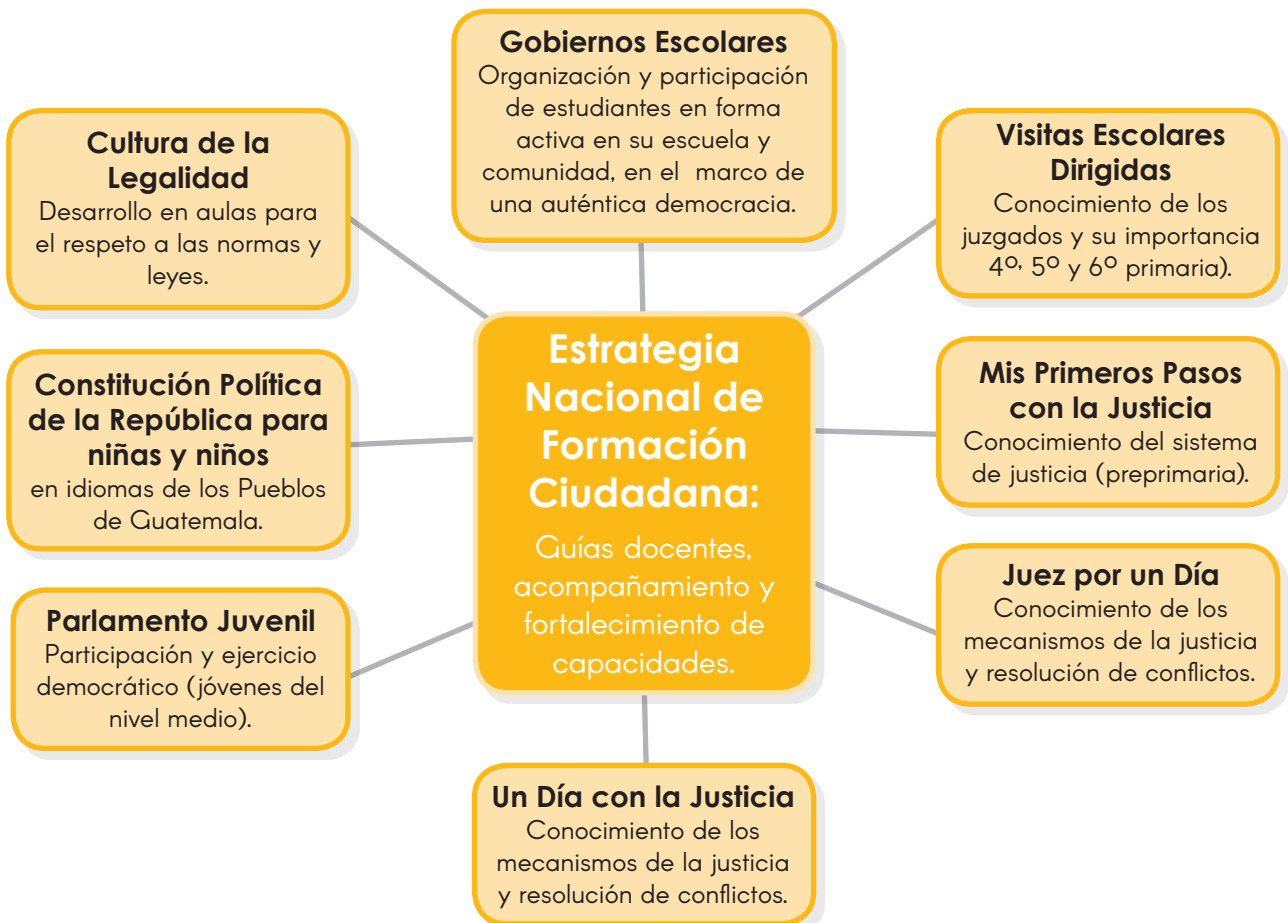 Gobiernos Escolares
Organización y participación
de estudiantes en forma
activa en su escuela y
comunidad, en el marco de
una auténtica democracia.
Cultura de la
Legalidad
Desarrollo en aulas para
el respeto a las normas y
leyes.
Visitas Escolares
Dirigidas
Conocimiento de los
juzgados y su importancia
4º, 5º y 6º primaria).
Estrategia
Nacional de
Formación
Ciudadana:
Guías docentes,
acompañamiento y
fortalecimiento de
capacidades.
Constitución Política
de la República para
niñas y niños
en idiomas de los Pueblos
de Guatemala.
Mis Primeros Pasos
con la Justicia
Conocimiento del sistema
de justicia (preprimaria).
Parlamento Juvenil
Participación y ejercicio
democrático (jóvenes del
nivel medio).
Juez por un Día
Conocimiento de los
mecanismos de la justicia
y resolución de conflictos.
Un Día con la Justicia
Conocimiento de los
mecanismos de la justicia
y resolución de conflictos.